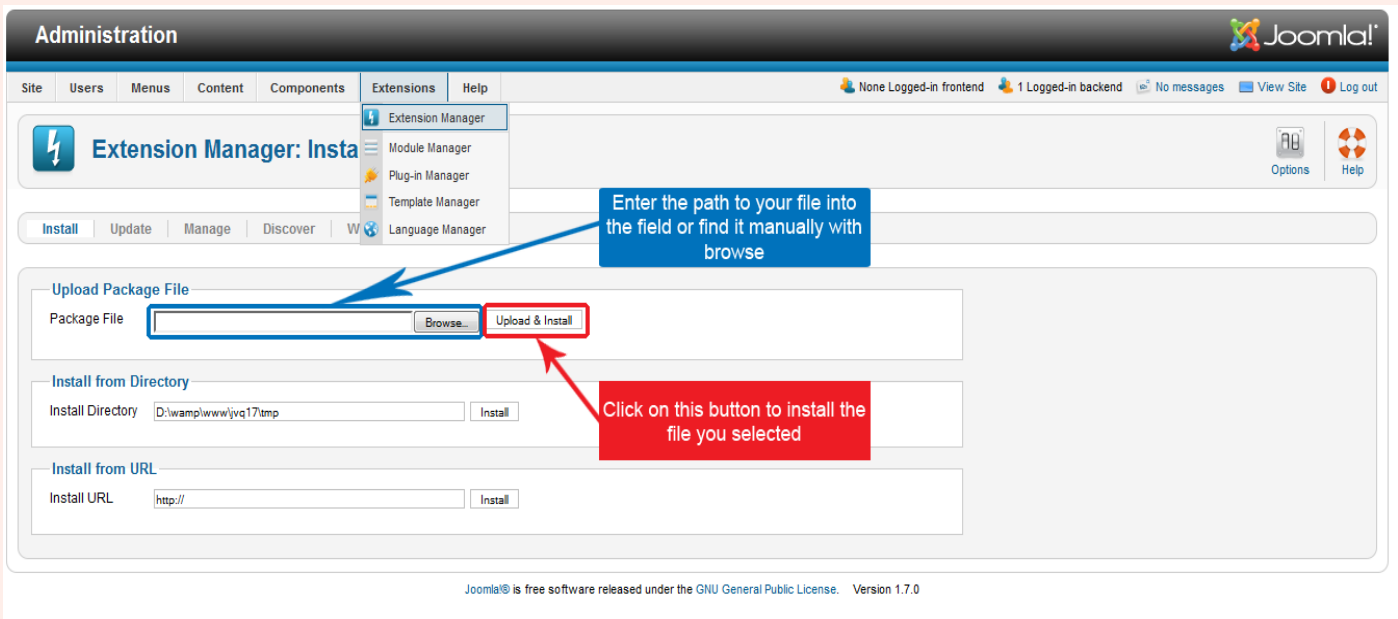 Administration
Joomla!
Site Users Menus Content Components Extensions Help
None Logged-in frontend 1 Logged-in backend No messages View Site Log out
Extension Manager
Module Manager
Plug-in Manager
Template Manager
Language Manager
Extension Manager: Insta
Options
Help
Install Update Manage Discover W
Enter the path to your file into
the field or find it manually with
browse
Upload Package File
Package File
Browse...
Upload & Install
Install from Directory
Install Directory
D:\wamp\www\jvq17\tmp
Install
Click on this button to install the
file you selected
Install from URL
Install URL
http://
Install
Joomla!® is free software released under the GNU General Public License. Version 1.7.0